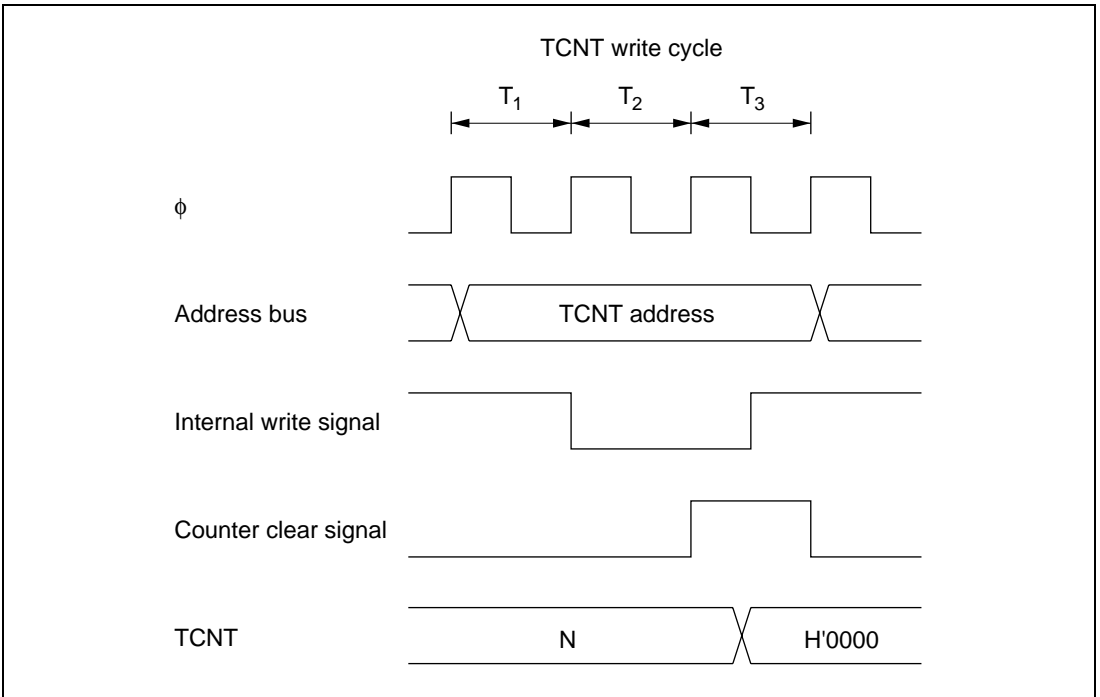 TCNT write cycle
T1 T2 T3
ϕ
Address bus TCNT address
Internal write signal
Counter clear signal
TCNT N H'0000